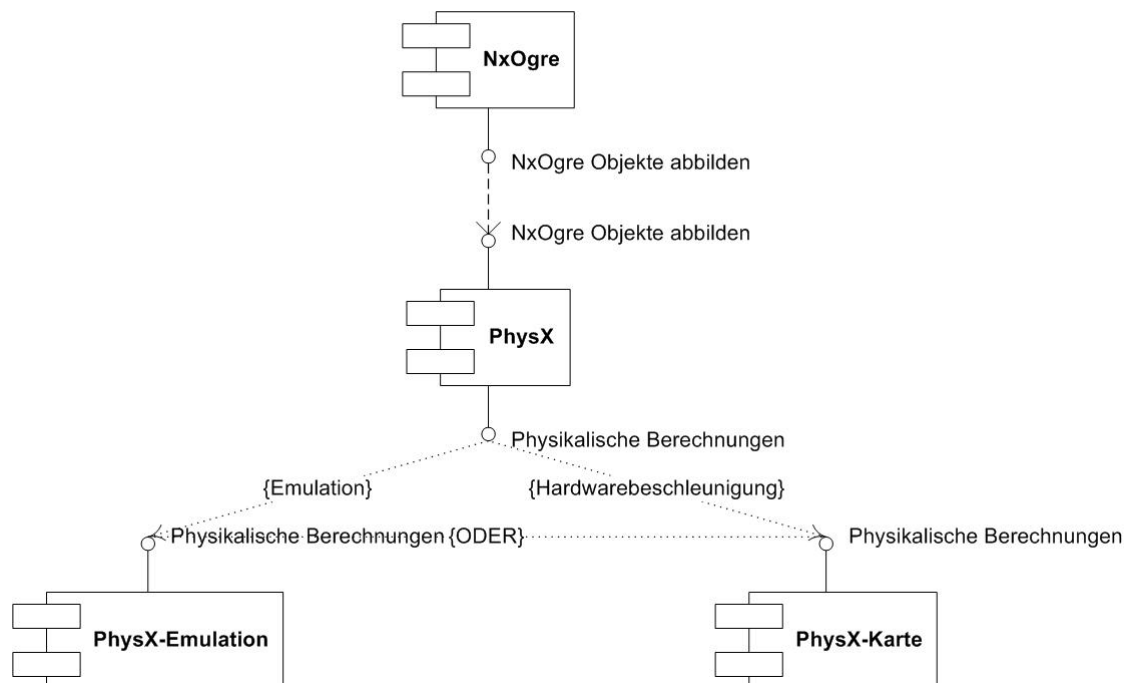 NxOgre
NxOgre Objekte abbilden
NxOgre Objekte abbilden
PhysX
Physikalische Berechnungen
{Emulation}
{Hardwarebeschleunigung}
Physikalische Berechnungen {ODER}
Physikalische Berechnungen
PhysX-Emulation
PhysX-Karte